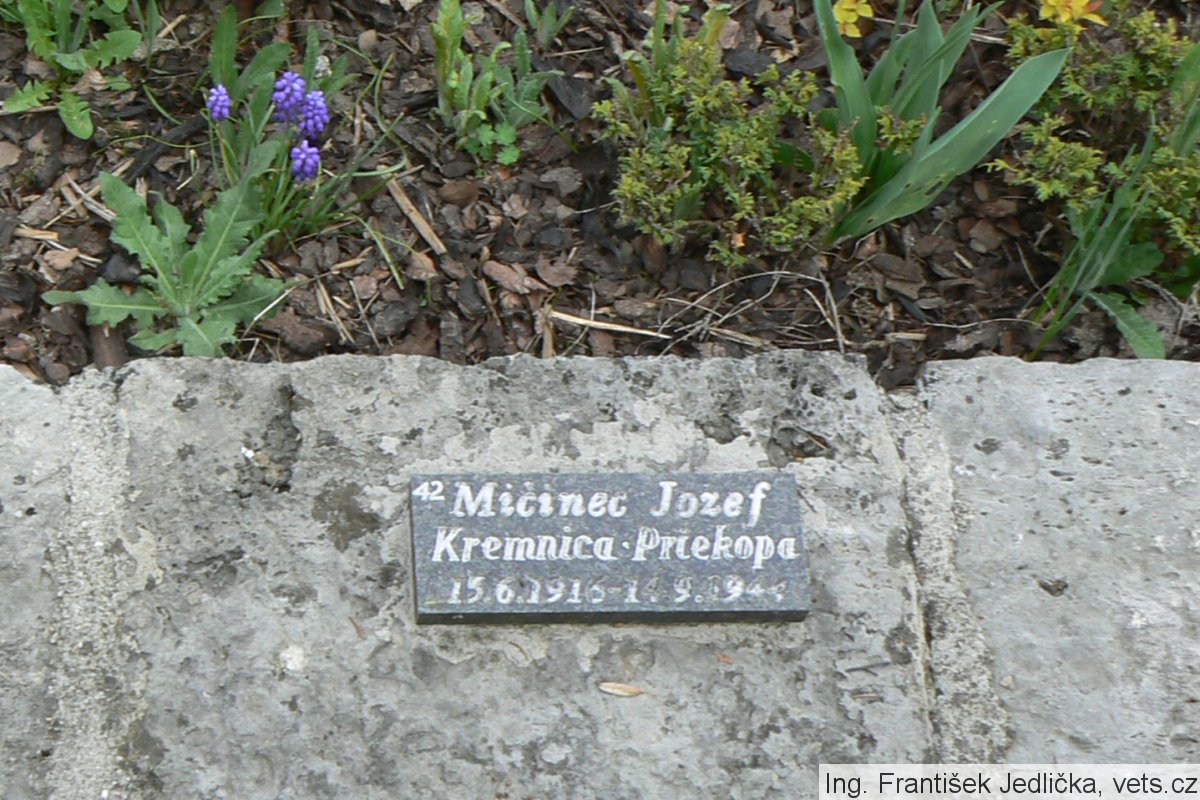 42 Mičinec Jozef
Kremnica·Priekopa
15.6.1916-14.9.1944
Ing. František Jedlička, vets.cz